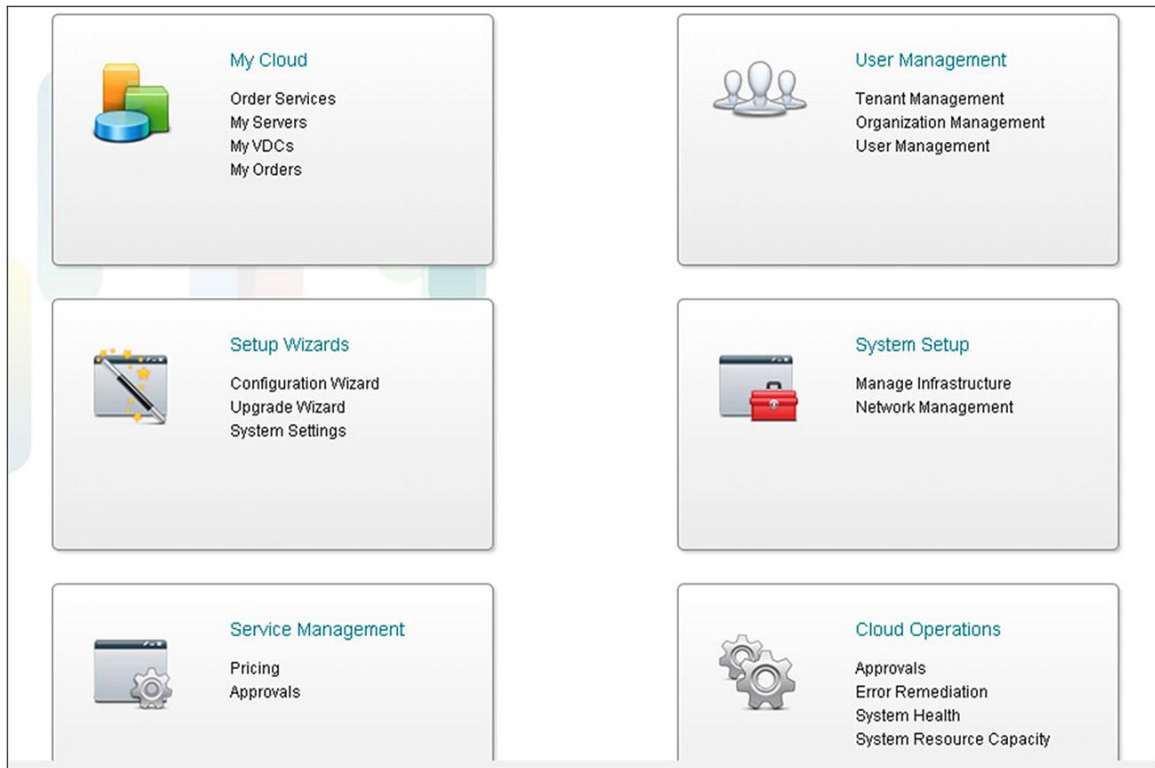 My Cloud
Order Services
My Servers
My VDCs
My Orders
User Management
Tenant Management
Organization Management
User Management
Setup Wizards
Configuration Wizard
Upgrade Wizard
System Settings
System Setup
Manage Infrastructure
Network Management
Service Management
Pricing
Approvals
Cloud Operations
Approvals
Error Remediation
System Health
System Resource Capacity